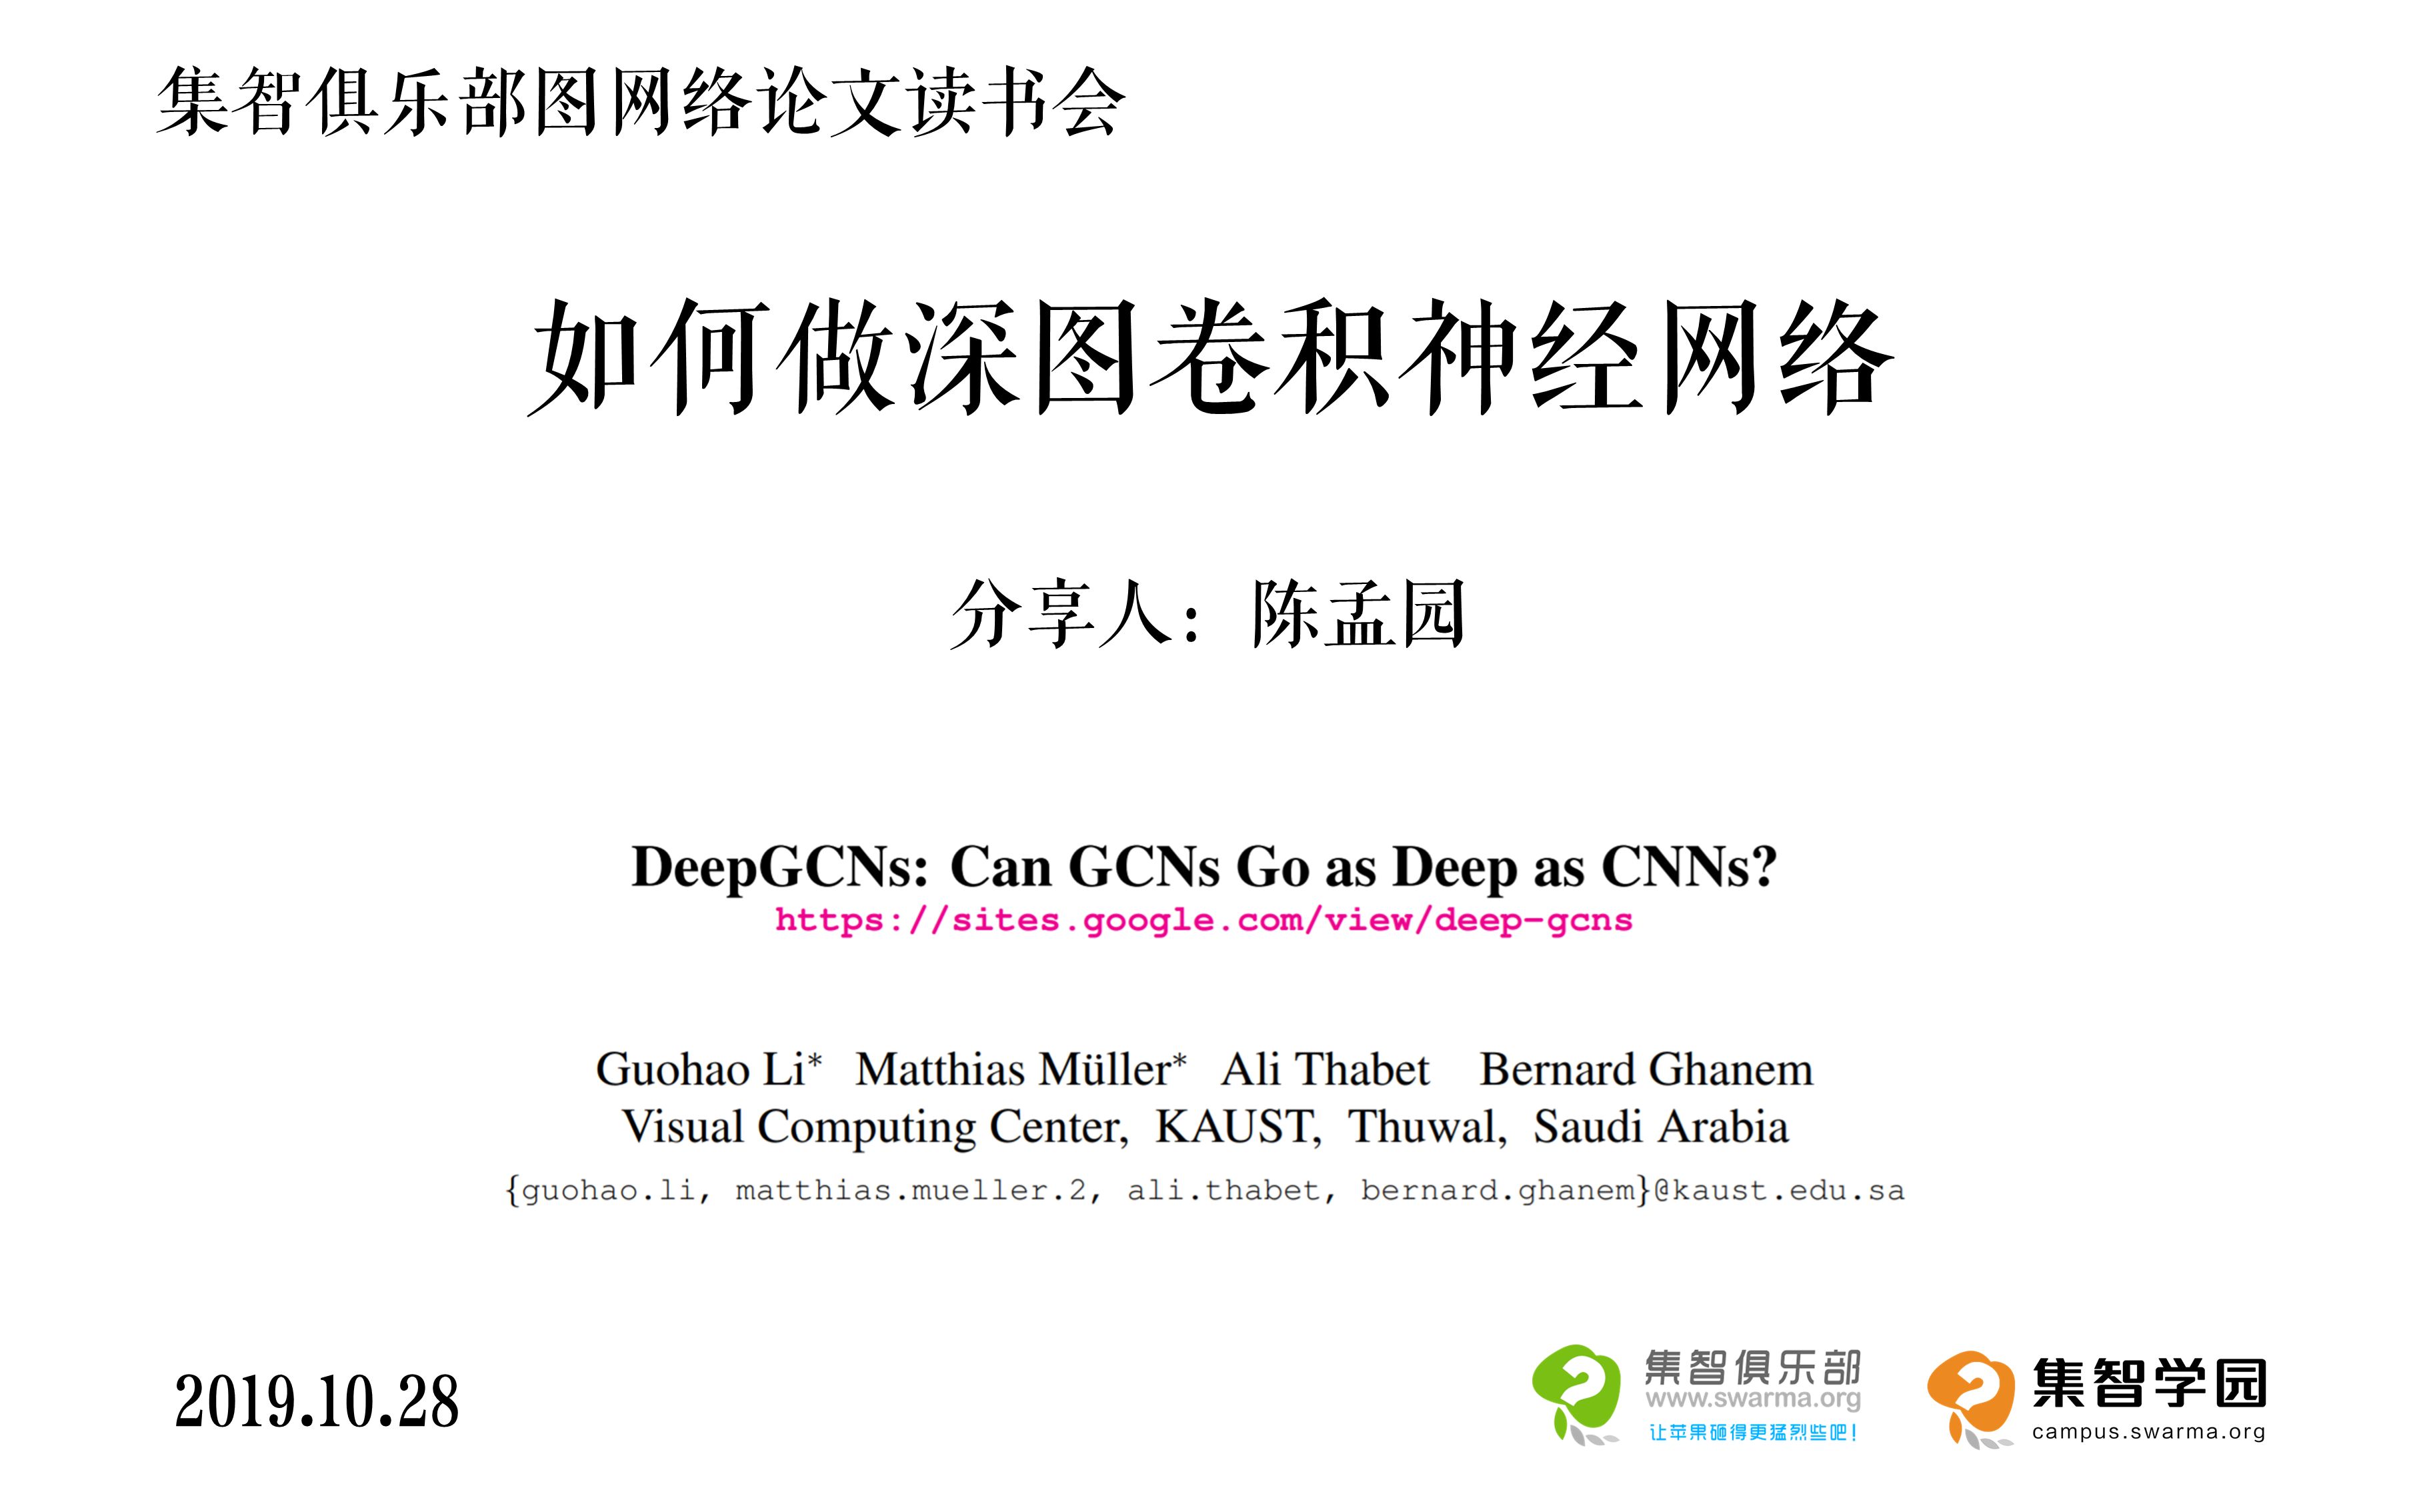 集智俱乐部图网络论文读书会
如何做深图卷积神经网络
分享人：陈孟园
DeepGCNs: Can GCNs Go as Deep as CNNs?
https://sites.google.com/view/deep-gcns
Guohao Li* Matthias Müller* Ali Thabet Bernard Ghanem
Visual Computing Center, KAUST, Thuwal, Saudi Arabia
{guohao.li, matthias.mueller.2, ali.thabet, bernard.ghanem}@kaust.edu.sa
2019.10.28
集智俱乐部
www.swarma.org
让苹果砸得更猛烈些吧！
集智学园
campus.swarma.org